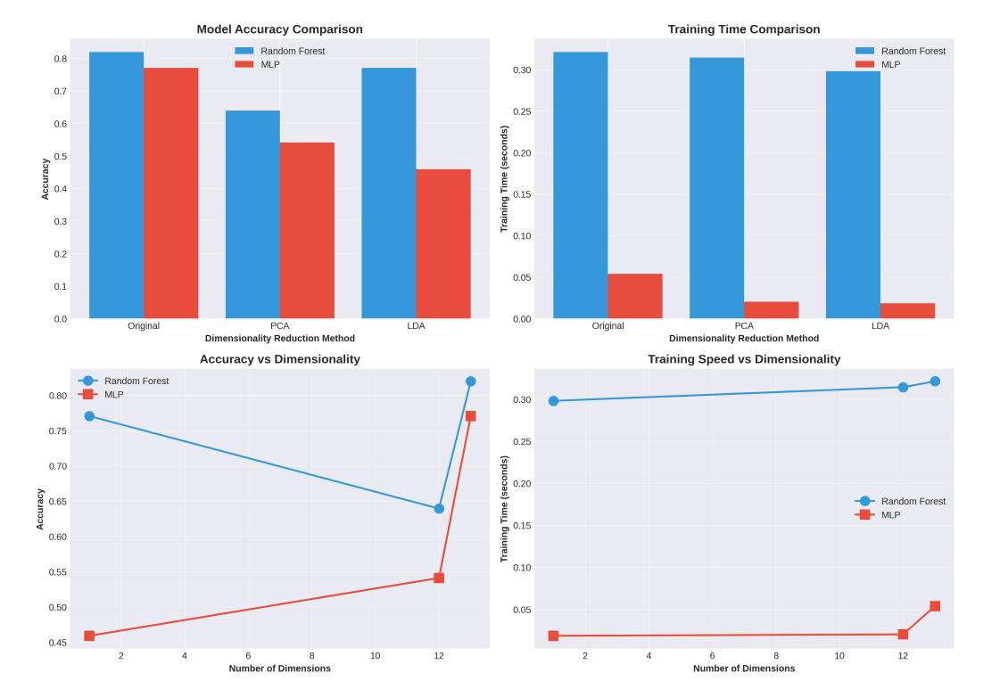 Model Accuracy Comparison
Random Forest
MLP
0.8
0.7
0.6
0.5
0.4
0.3
0.2
0.1
0.0
Accuracy
Original
PCA
LDA
Dimensionality Reduction Method
Training Time Comparison
Random Forest
MLP
0.30
0.25
0.20
0.15
0.10
0.05
0.00
Training Time (seconds)
Original
PCA
LDA
Dimensionality Reduction Method
Accuracy vs Dimensionality
Random Forest
MLP
0.80
0.75
0.70
0.65
0.60
0.55
0.50
0.45
Accuracy
2
4
6
8
10
12
Number of Dimensions
Training Speed vs Dimensionality
0.30
0.25
0.20
0.15
0.10
0.05
Training Time (seconds)
Random Forest
MLP
2
4
6
8
10
12
Number of Dimensions